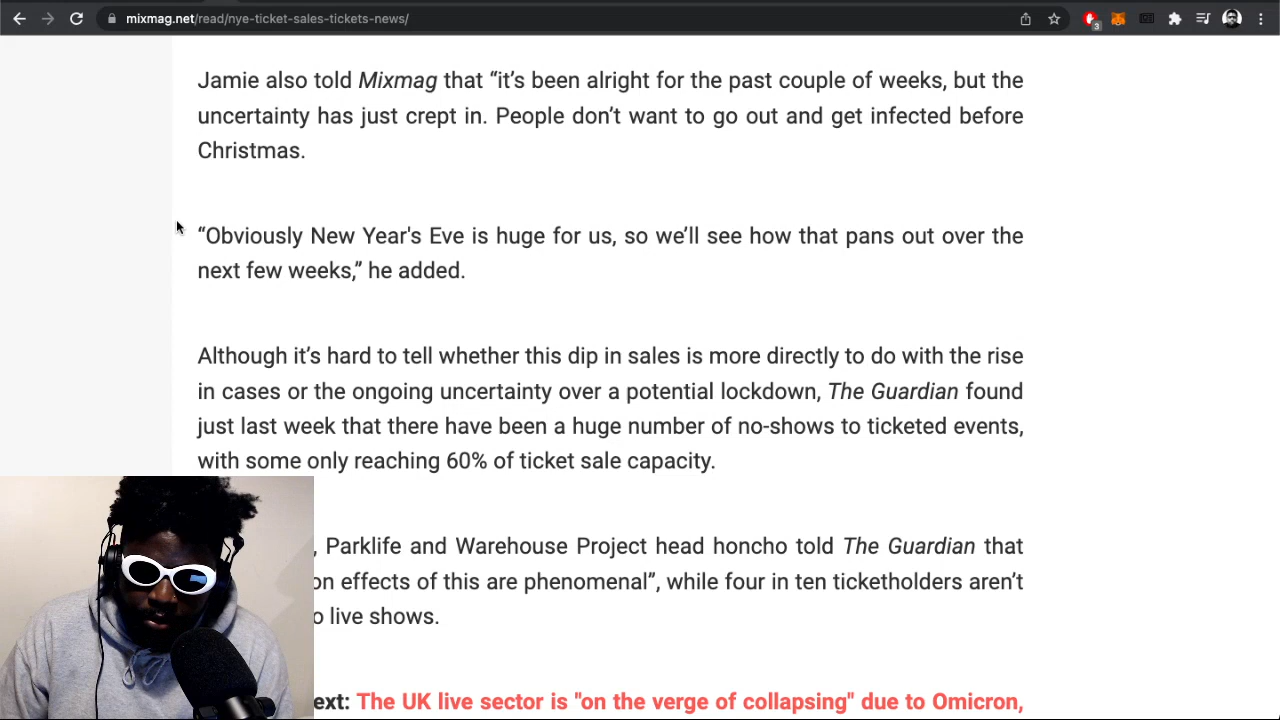 mixmag.net/read/nye-ticket-sales-tickets-news/
3
Jamie also told Mixmag that “it’s been alright for the past couple of weeks, but the
uncertainty has just crept in. People don’t want to go out and get infected before
Christmas.
“Obviously New Year's Eve is huge for us, so we’ll see how that pans out over the
next few weeks,” he added.
Although it’s hard to tell whether this dip in sales is more directly to do with the rise
in cases or the ongoing uncertainty over a potential lockdown, The Guardian found
just last week that there have been a huge number of no-shows to ticketed events,
with some only reaching 60% of ticket sale capacity.
, Parklife and Warehouse Project head honcho told The Guardian that
on effects of this are phenomenal”, while four in ten ticketholders aren’t
o live shows.
ext: The UK live sector is "on the verge of collapsing" due to Omicron,